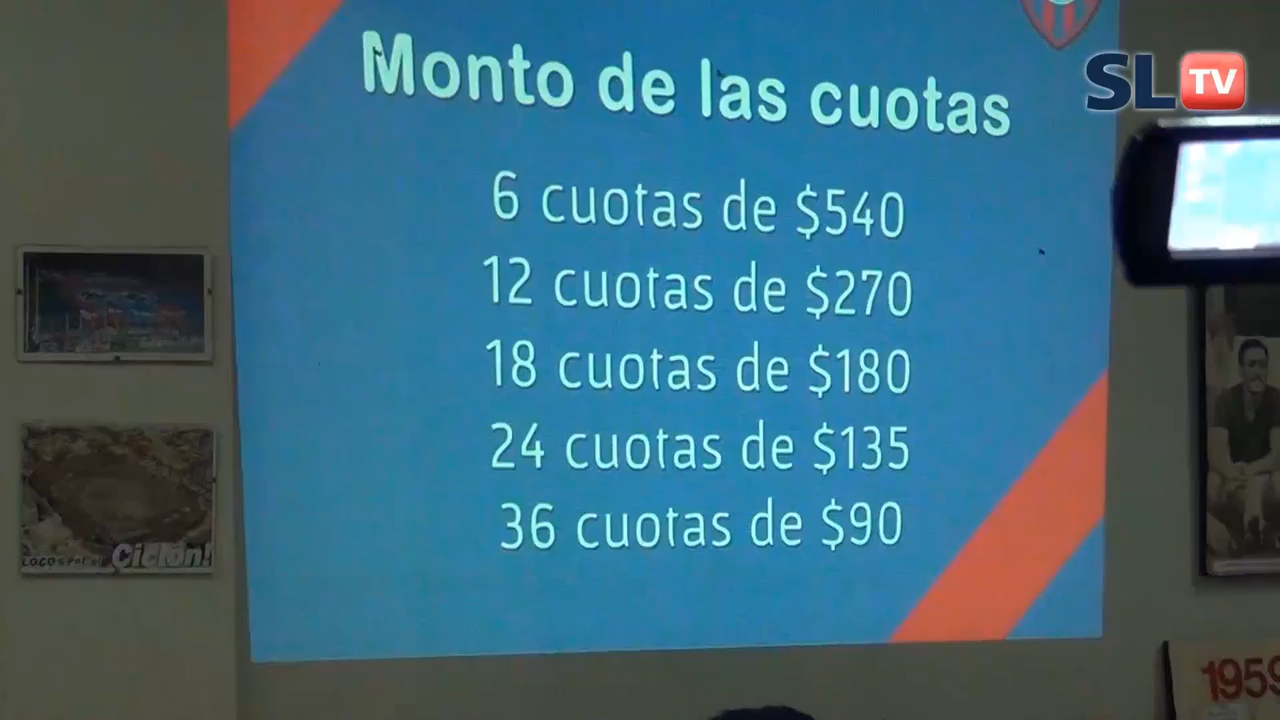 Monto de las cuotas
SL TV
6 cuotas de $540
12 cuotas de $270
18 cuotas de $180
24 cuotas de $135
36 cuotas de $90
Ciclón!
1959